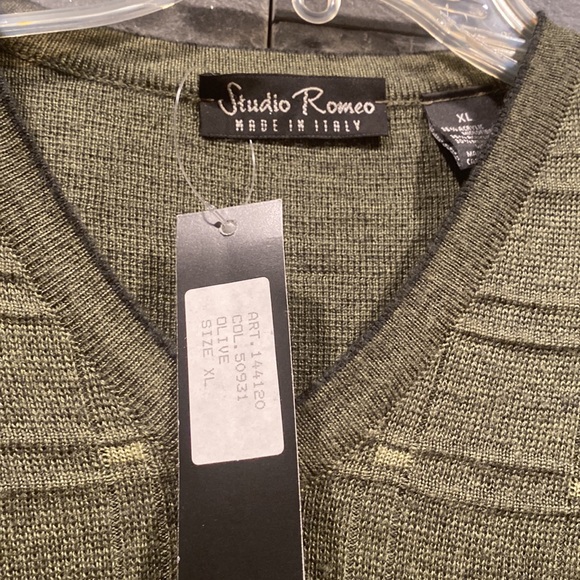 Studio Romeo
MADE IN ITALY
XL
ART. 144120
COL. 50931
OLIVE
SIZE XL